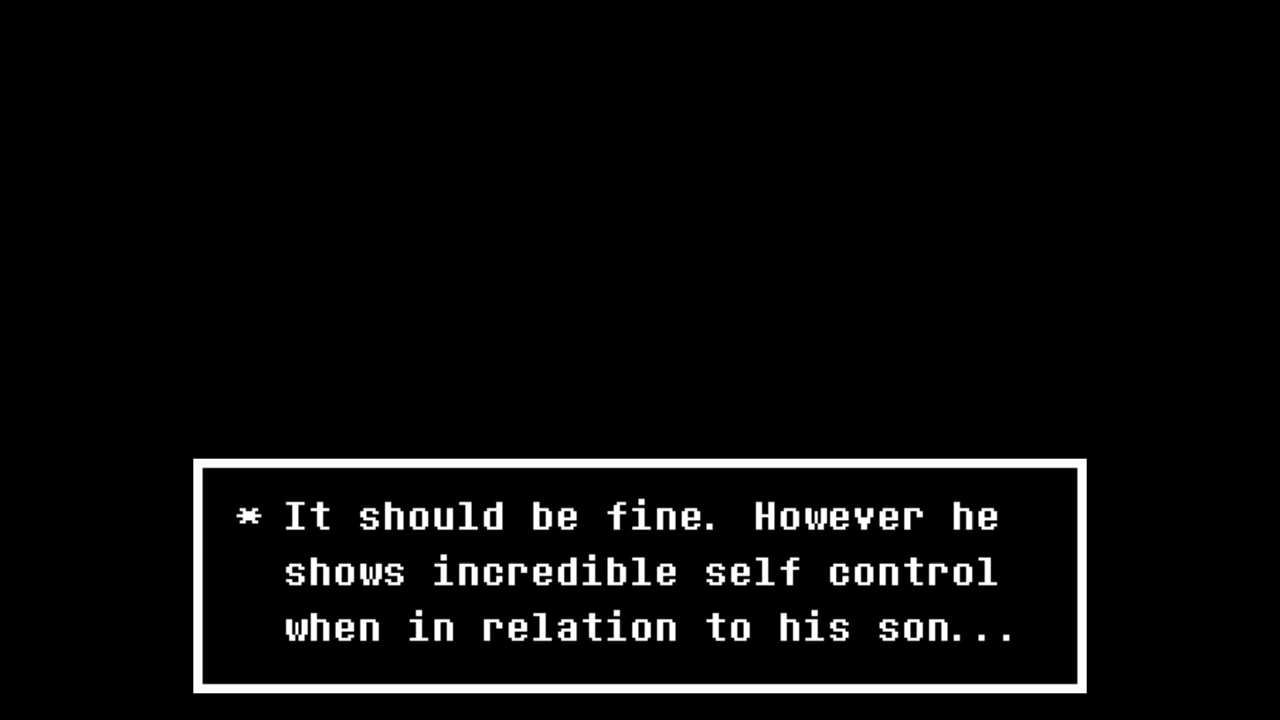 * It should be fine. However he
shows incredible self control
when in relation to his son...